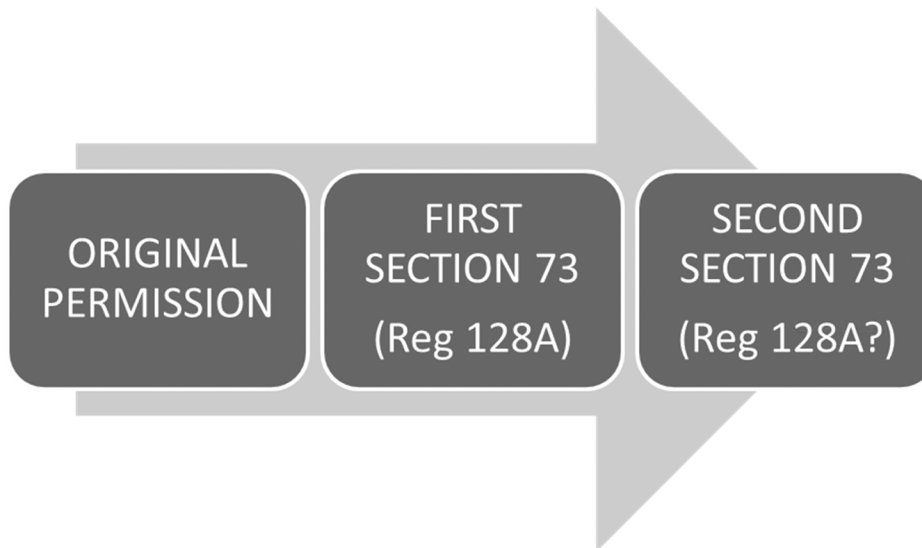 ORIGINAL
PERMISSION
FIRST
SECTION 73
(Reg 128A)
SECOND
SECTION 73
(Reg 128A?)